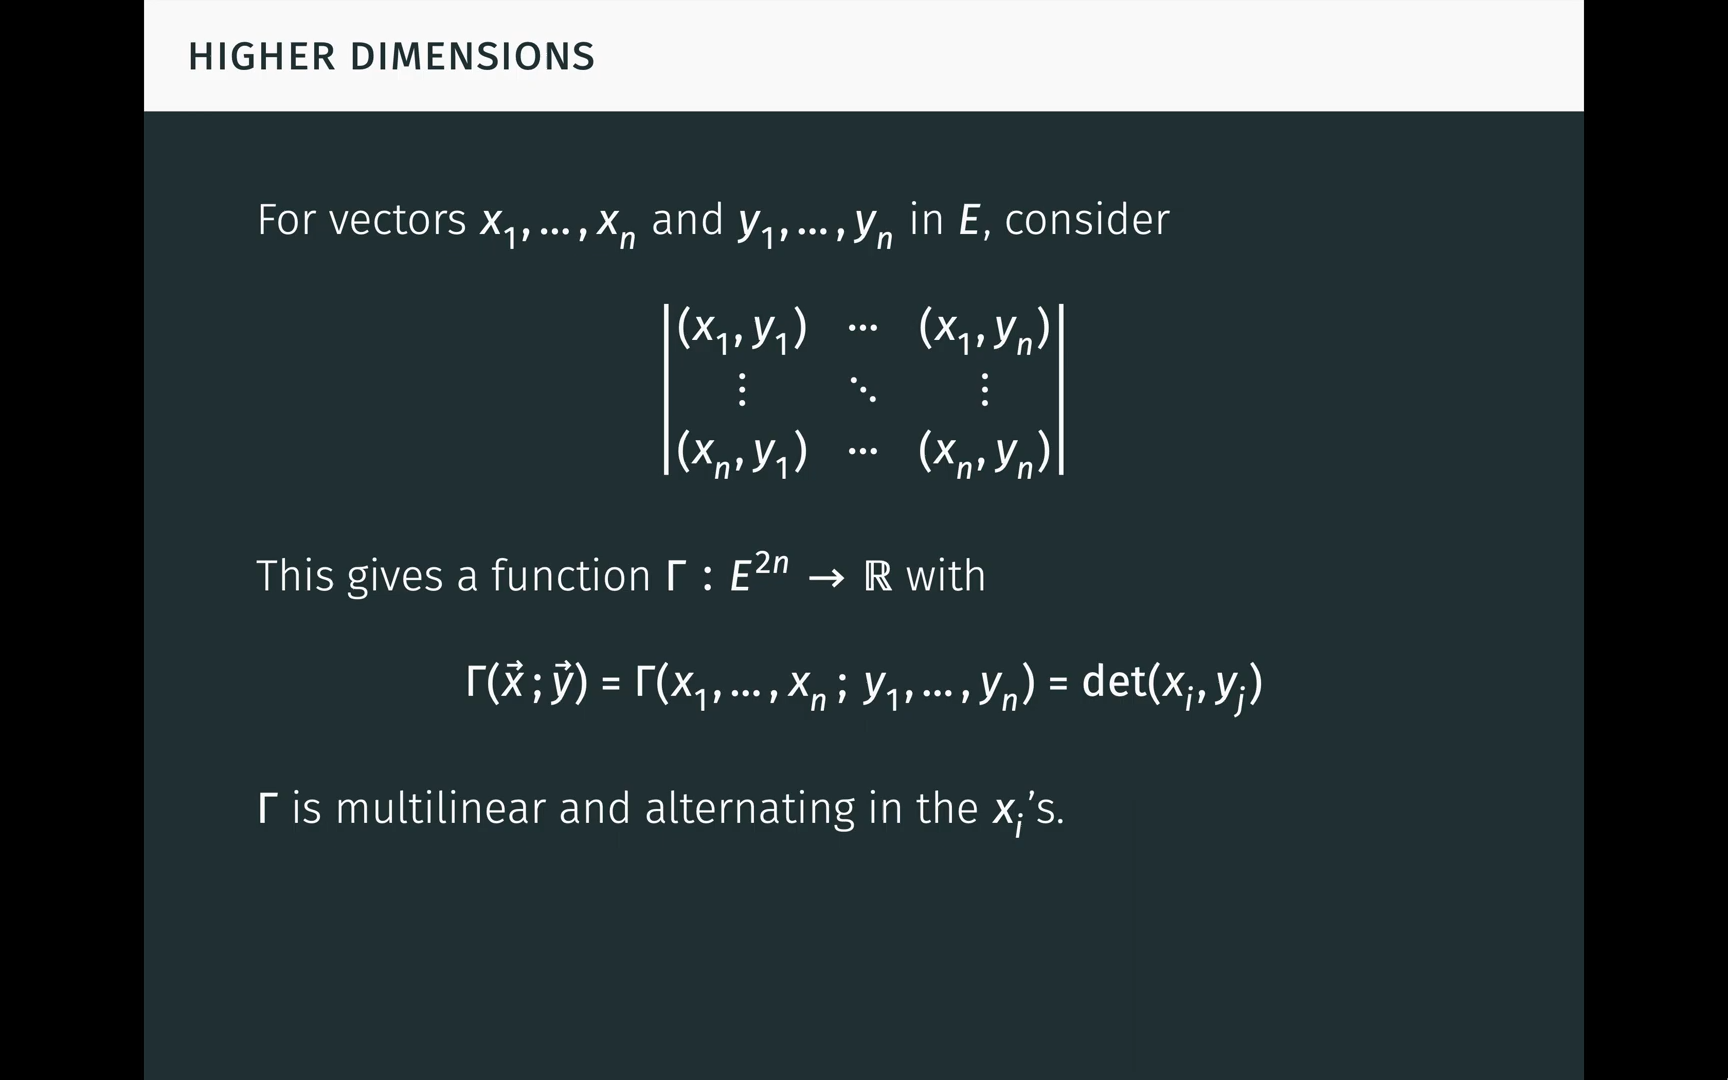 HIGHER DIMENSIONS
For vectors x₁,…,xₙ and y₁,…,yₙ in E, consider
|(x₁,y₁) ⋯ (x₁,yₙ)|
|⋮ ⋱ ⋮|
|(xₙ,y₁) ⋯ (xₙ,yₙ)|
This gives a function Γ : E²ⁿ → ℝ with
Γ(x⃗ ; y⃗) = Γ(x₁,…,xₙ ; y₁,…,yₙ) = det(xᵢ, yⱼ)
Γ is multilinear and alternating in the xᵢ’s.